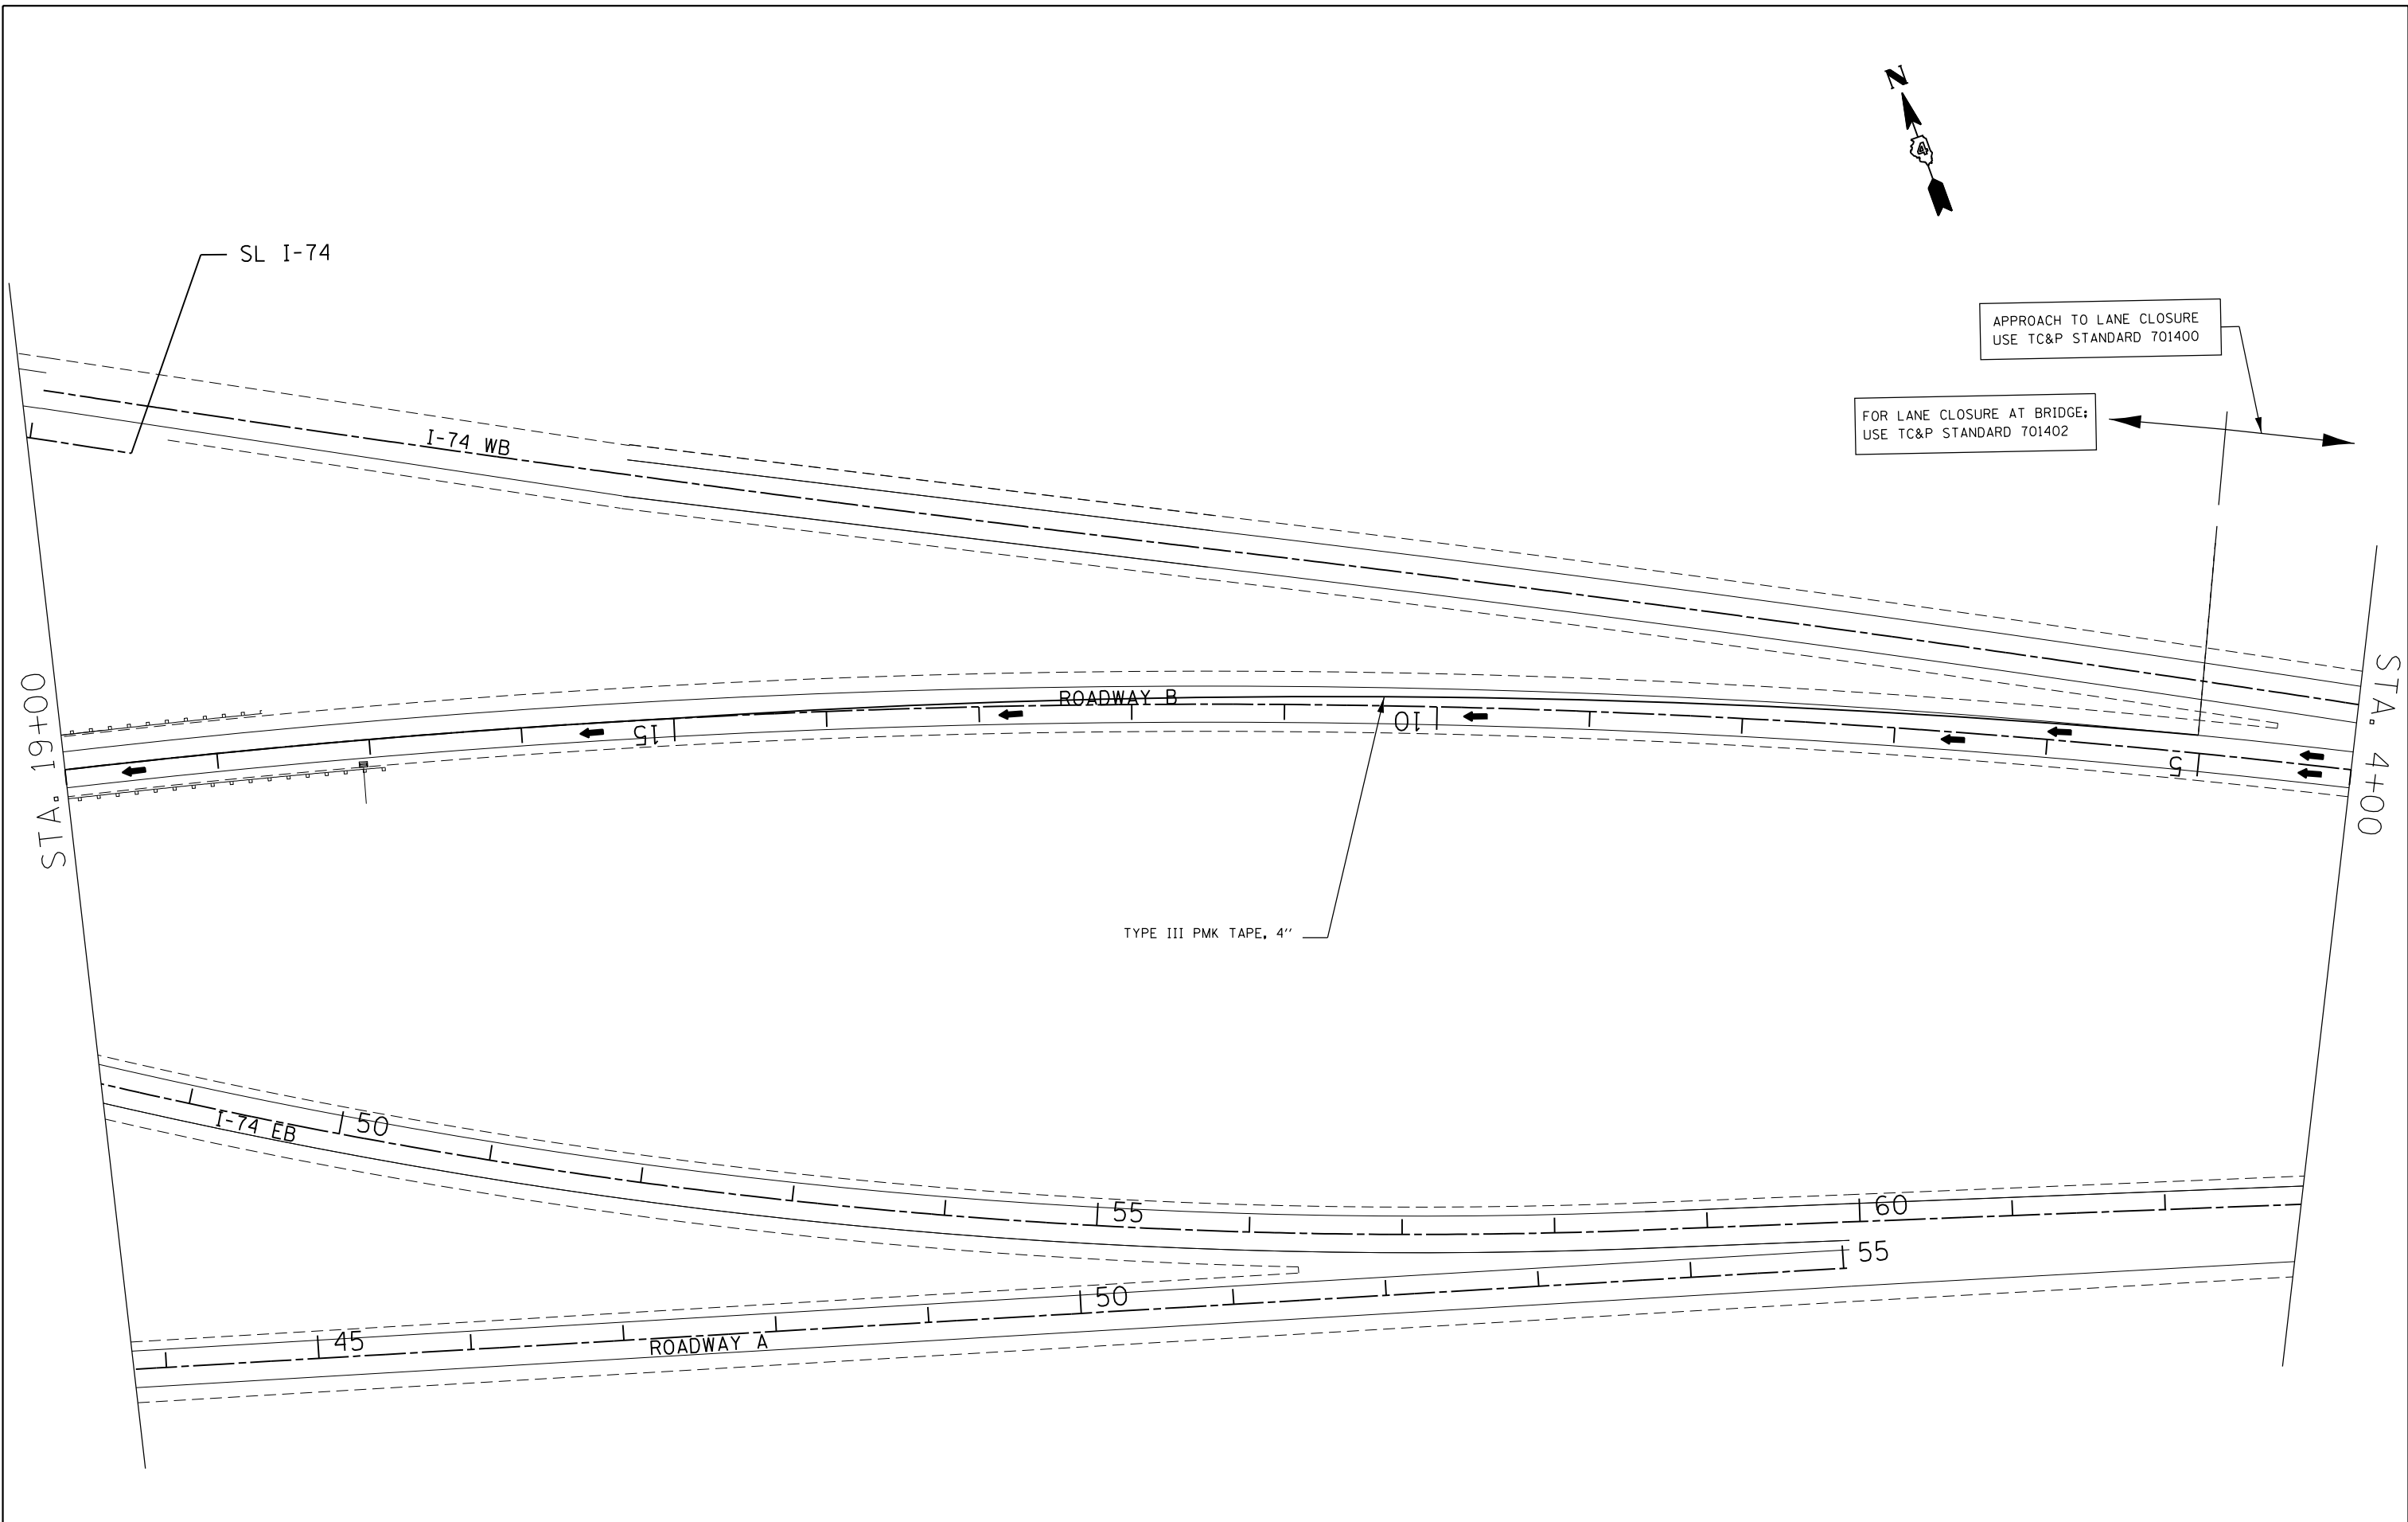 N
4
SL I-74
APPROACH TO LANE CLOSURE
USE TC&P STANDARD 701400
FOR LANE CLOSURE AT BRIDGE;
USE TC&P STANDARD 701402
I-74 WB
STA. 19+00
STA. 4+00
ROADWAY B
15
10
5
TYPE III PMK TAPE, 4''
I-74 EB
50
55
60
55
50
45
ROADWAY A